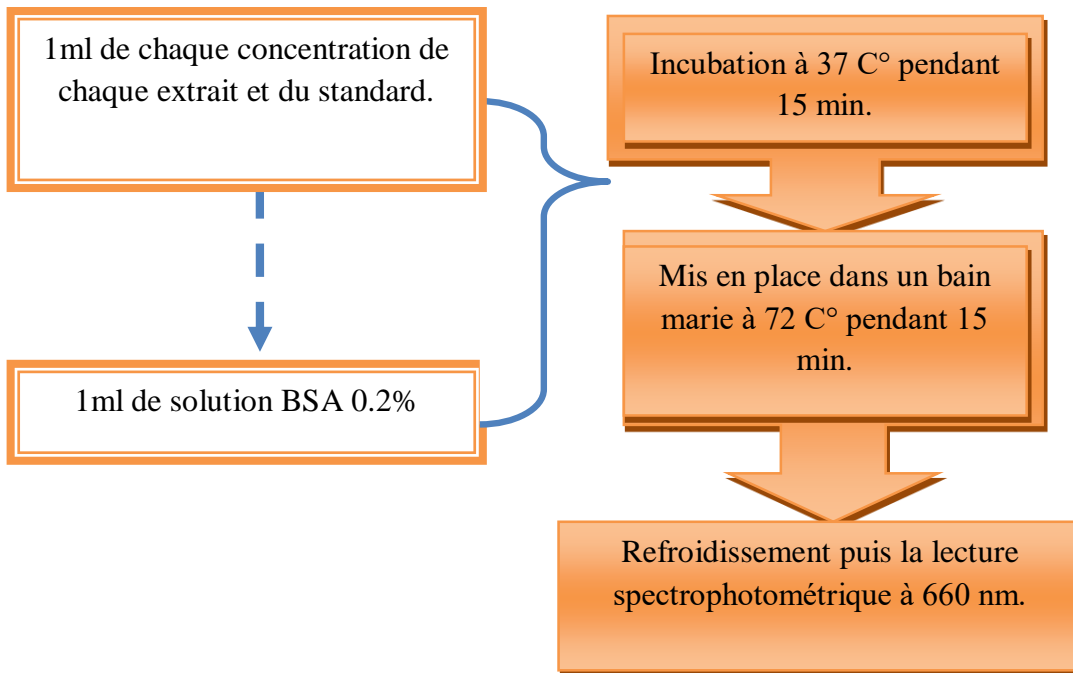 1ml de chaque concentration de
chaque extrait et du standard.
1ml de solution BSA 0.2%
Incubation à 37 C° pendant
15 min.
Mis en place dans un bain
marie à 72 C° pendant 15
min.
Refroidissement puis la lecture
spectrophotométrique à 660 nm.